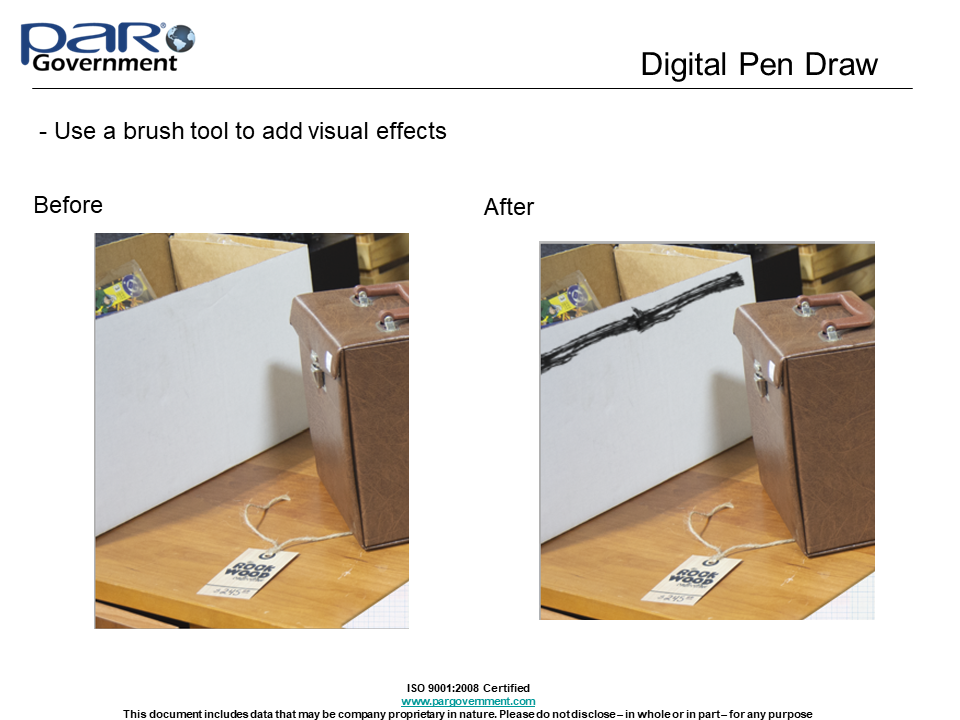 PAR®
Government
Digital Pen Draw
- Use a brush tool to add visual effects
Before
After
ROOK
WOOD
ROOK
WOOD
ISO 9001:2008 Certified
www.pargovernment.com
This document includes data that may be company proprietary in nature. Please do not disclose – in whole or in part – for any purpose